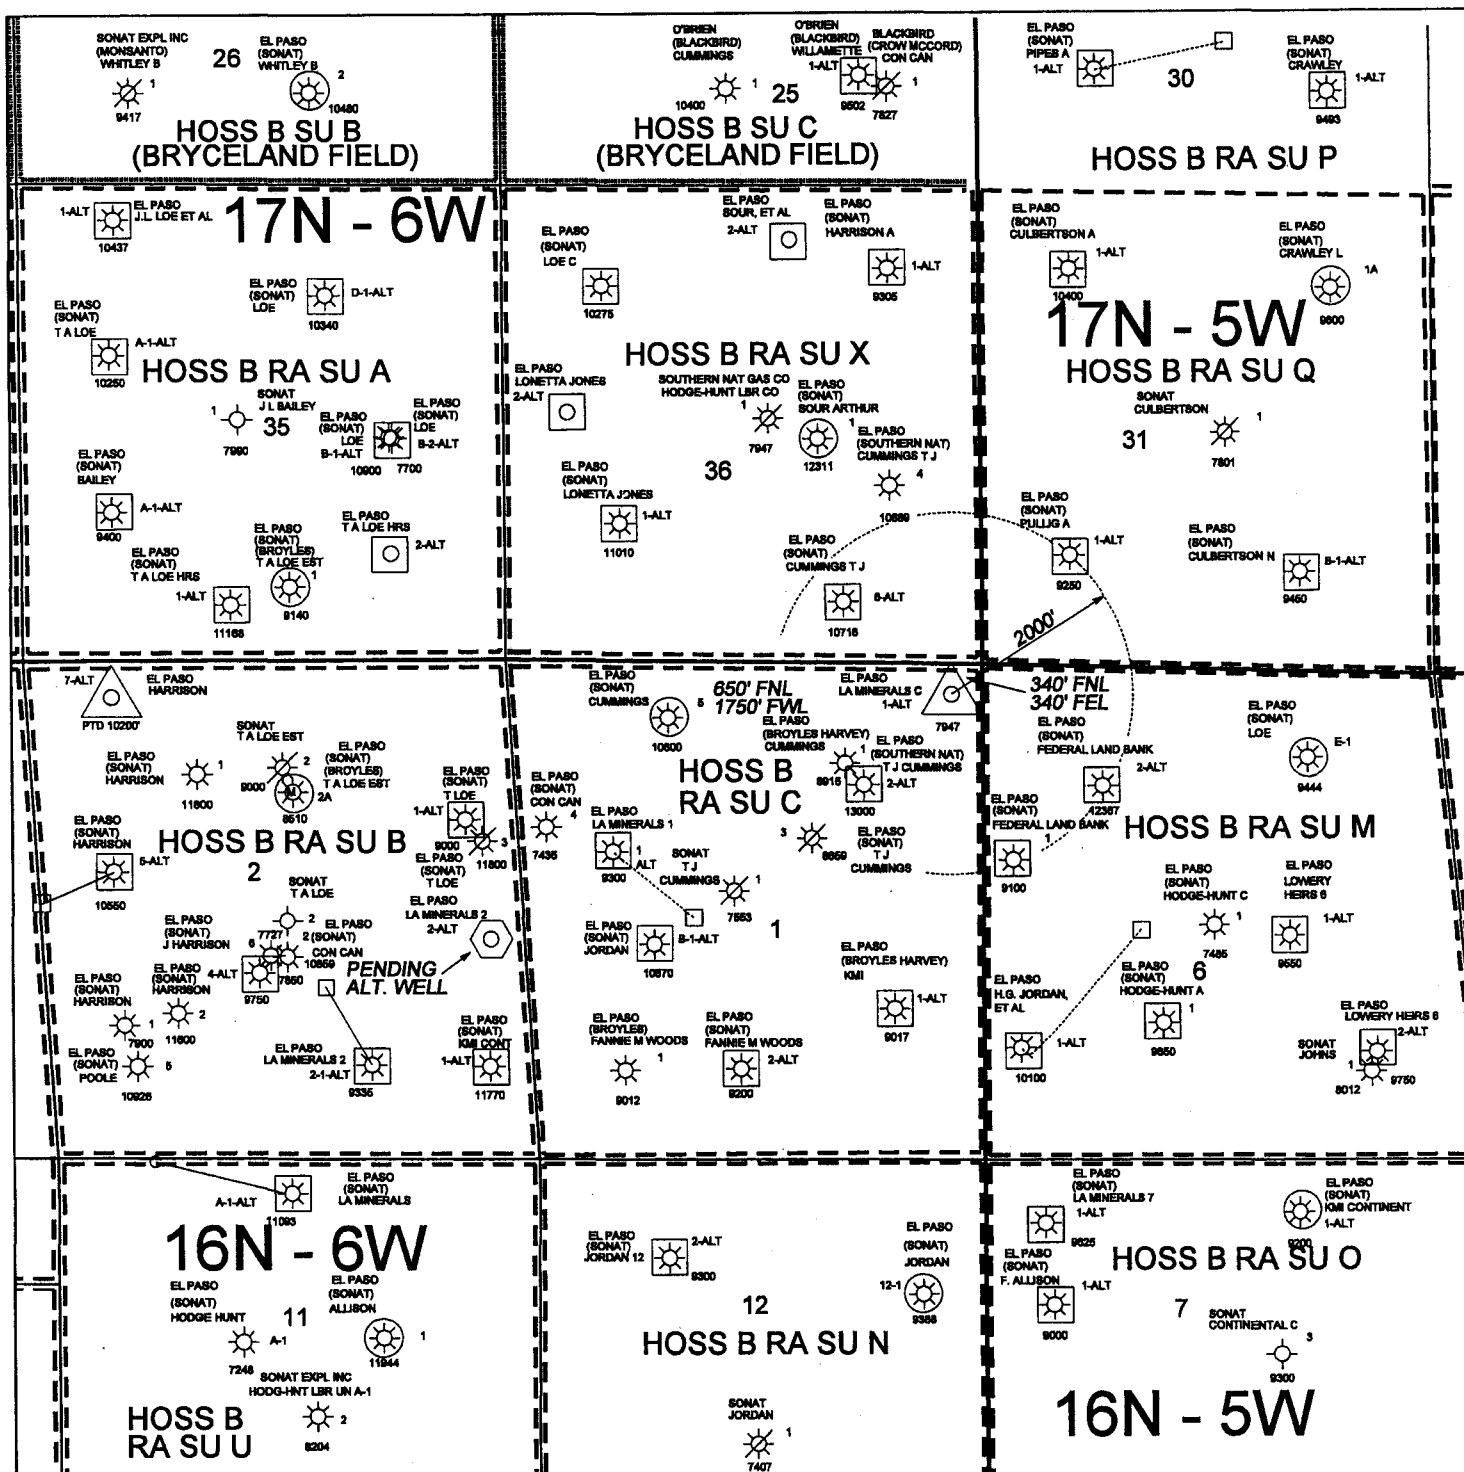 SONAT EXPL INC
(MONSANTO)
WHITLEY B
1
9417
26
EL PASO
(SONAT)
WHITLEY B
2
10480
HOSS B SU B
(BRYCELAND FIELD)
O'BRIEN
(BLACKBIRD)
CUMMINGS
10400
1
25
O'BRIEN
(BLACKBIRD)
WILLAMETTE
1-ALT
9502
BLACKBIRD
(CROW MCCORD)
CON CAN
1
7827
HOSS B SU C
(BRYCELAND FIELD)
EL PASO
(SONAT)
PIPES A
1-ALT
30
EL PASO
(SONAT)
CRAWLEY
1-ALT
9493
HOSS B RA SU P
1-ALT
EL PASO
J.L. LOE ET AL
10437
17N - 6W
EL PASO
(SONAT)
LOE
D-1-ALT
10340
EL PASO
(SONAT)
T A LOE
A-1-ALT
10250
HOSS B RA SU A
SONAT
J L BAILEY
1
7990
35
EL PASO
(SONAT)
LOE
B-1-ALT
10900
EL PASO
(SONAT)
LOE
B-2-ALT
7700
EL PASO
(SONAT)
BAILEY
A-1-ALT
9400
EL PASO
(SONAT)
T A LOE HRS
1-ALT
11168
EL PASO
(SONAT)
(BROYLES)
T A LOE EST
1
9140
EL PASO
T A LOE HRS
2-ALT
EL PASO
(SONAT)
LOE C
10275
EL PASO
SOUR, ET AL
2-ALT
EL PASO
(SONAT)
HARRISON A
1-ALT
9305
HOSS B RA SU X
EL PASO
LONETTA JONES
2-ALT
SOUTHERN NAT GAS CO
HODGE-HUNT LBR CO
1
7947
EL PASO
(SONAT)
SOUR ARTHUR
1
12311
36
EL PASO
(SOUTHERN NAT)
CUMMINGS T J
4
10689
EL PASO
(SONAT)
LONETTA JONES
1-ALT
11010
EL PASO
(SONAT)
CUMMINGS T J
6-ALT
10716
EL PASO
(SONAT)
CULBERTSON A
1-ALT
10400
EL PASO
(SONAT)
CRAWLEY L
1A
9600
17N - 5W
HOSS B RA SU Q
SONAT
CULBERTSON
1
7801
31
EL PASO
(SONAT)
PULLIG A
1-ALT
9250
EL PASO
(SONAT)
CULBERTSON N
B-1-ALT
9450
2000'
7-ALT
EL PASO
HARRISON
PTD 10200'
EL PASO
(SONAT)
HARRISON
1
11600
SONAT
T A LOE EST
2
9000
M
EL PASO
(SONAT)
(BROYLES)
T A LOE EST
2A
8510
EL PASO
(SONAT)
T LOE
1-ALT
9000
3
11800
EL PASO
(SONAT)
T LOE
HOSS B RA SU B
2
EL PASO
(SONAT)
HARRISON
5-ALT
10550
SONAT
T A LOE
2
7727
EL PASO
(SONAT)
J HARRISON
6
4-ALT
9750
7850
2
EL PASO
(SONAT)
CON CAN
10859
EL PASO
LA MINERALS 2
2-ALT
PENDING
ALT. WELL
EL PASO
(SONAT)
HARRISON
1
7900
EL PASO
(SONAT)
HARRISON
2
11600
EL PASO
(SONAT)
POOLE
5
10926
EL PASO
LA MINERALS 2
2-1-ALT
9335
EL PASO
(SONAT)
KMI CONT
1-ALT
11770
EL PASO
(SONAT)
CUMMINGS
5
10600
650' FNL
1750' FWL
EL PASO
LA MINERALS C
1-ALT
7947
340' FNL
340' FEL
EL PASO
(BROYLES HARVEY)
CUMMINGS
1
8915
EL PASO
(SOUTHERN NAT)
T J CUMMINGS
2-ALT
13000
HOSS B
RA SU C
EL PASO
(SONAT)
CON CAN
4
7435
EL PASO
LA MINERALS 1
1
ALT
9300
SONAT
T J
CUMMINGS
1
7553
3
8659
EL PASO
(SONAT)
T J
CUMMINGS
1
EL PASO
(SONAT)
JORDAN
B-1-ALT
10870
EL PASO
(BROYLES HARVEY)
KMI
1-ALT
9017
EL PASO
(BROYLES)
FANNIE M WOODS
1
9012
EL PASO
(SONAT)
FANNIE M WOODS
2-ALT
9200
EL PASO
(SONAT)
FEDERAL LAND BANK
2-ALT
12387
EL PASO
(SONAT)
LOE
E-1
9444
EL PASO
(SONAT)
FEDERAL LAND BANK
1
9100
HOSS B RA SU M
EL PASO
(SONAT)
HODGE-HUNT C
1
7485
EL PASO
LOWERY
HEIRS 6
1-ALT
9550
6
EL PASO
H.G. JORDAN,
ET AL
1-ALT
10100
EL PASO
(SONAT)
HODGE-HUNT A
1
9650
EL PASO
LOWERY HEIRS 6
2-ALT
9750
SONAT
JOHNS
1
8012
A-1-ALT
EL PASO
(SONAT)
LA MINERALS
11093
16N - 6W
EL PASO
(SONAT)
HODGE HUNT
A-1
7248
11
EL PASO
(SONAT)
ALLISON
1
11944
SONAT EXPL INC
HODG-HNT LBR UN A-1
2
8204
HOSS B
RA SU U
EL PASO
(SONAT)
JORDAN 12
2-ALT
9300
EL PASO
(SONAT)
JORDAN
12-1
9356
12
HOSS B RA SU N
SONAT
JORDAN
1
7407
EL PASO
(SONAT)
LA MINERALS 7
1-ALT
9625
EL PASO
(SONAT)
KMI CONTINENT
1-ALT
9200
HOSS B RA SU O
EL PASO
(SONAT)
F. ALLISON
1-ALT
9000
7
SONAT
CONTINENTAL C
3
9300
16N - 5W